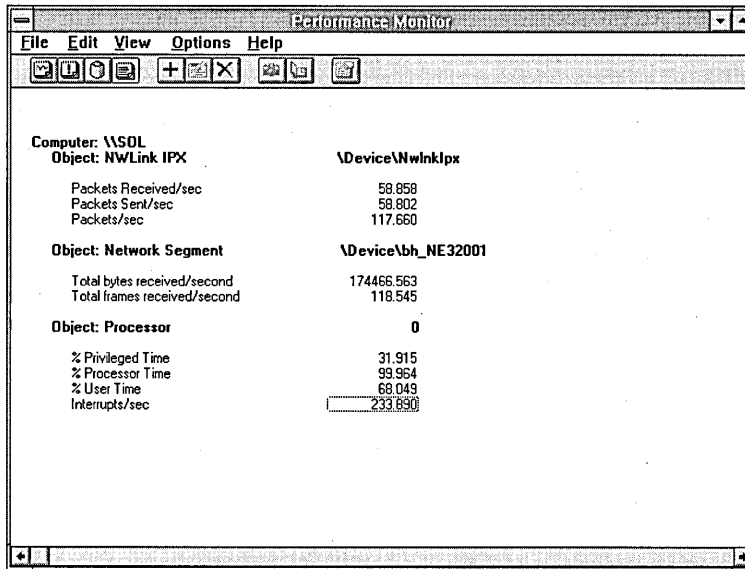 Performance Monitor
File Edit View Options Help
Computer: \\SOL
Object: NWLink IPX \Device\NwlnkIpx
Packets Received/sec 58.858
Packets Sent/sec 58.802
Packets/sec 117.660
Object: Network Segment \Device\bh_NE32001
Total bytes received/second 174466.563
Total frames received/second 118.545
Object: Processor 0
% Privileged Time 31.915
% Processor Time 99.964
% User Time 68.049
Interrupts/sec 233.890